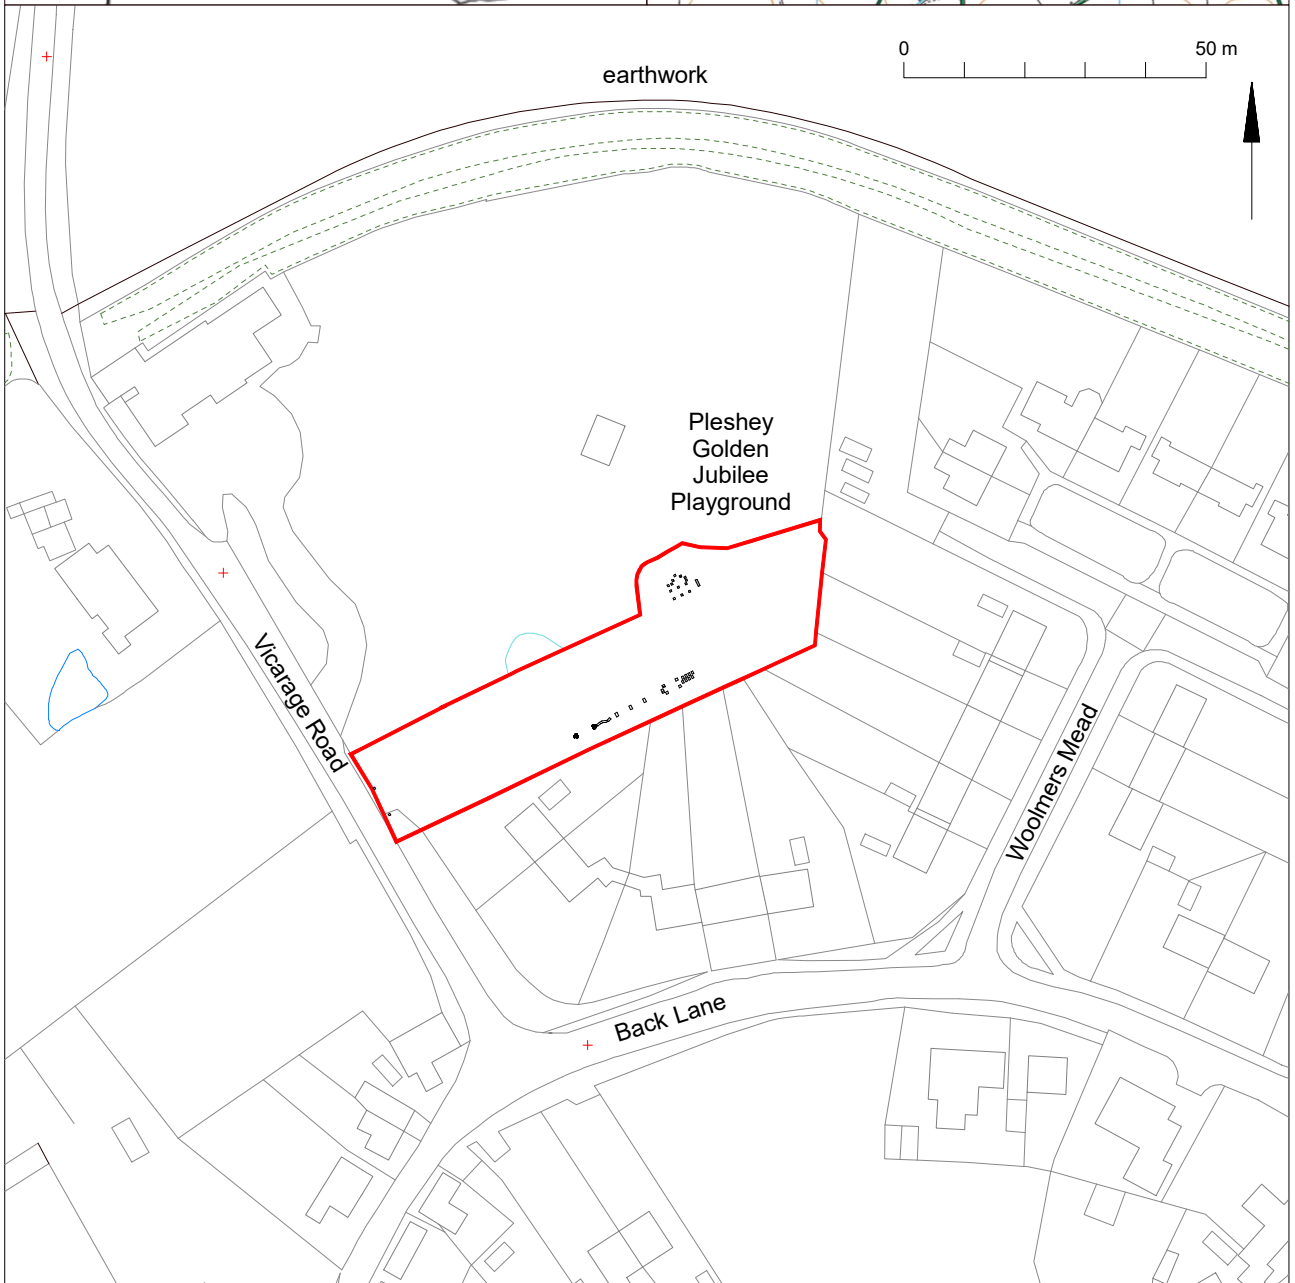 0 50 m
earthwork
Pleshey
Golden
Jubilee
Playground
Vicarage Road
Woolmers Mead
Back Lane